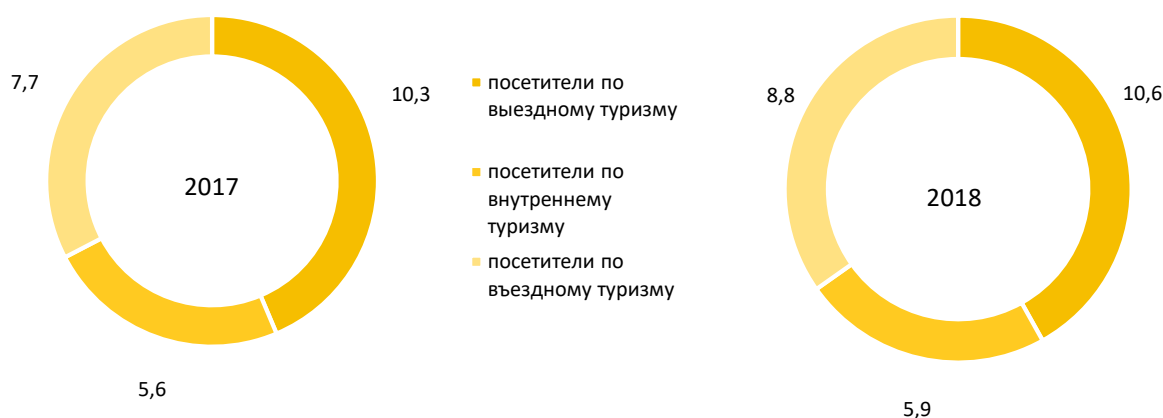 7,7
10,3
2017
5,6
посетители по
выездному туризму
посетители по
внутреннему
туризму
посетители по
въездному туризму
8,8
10,6
2018
5,9